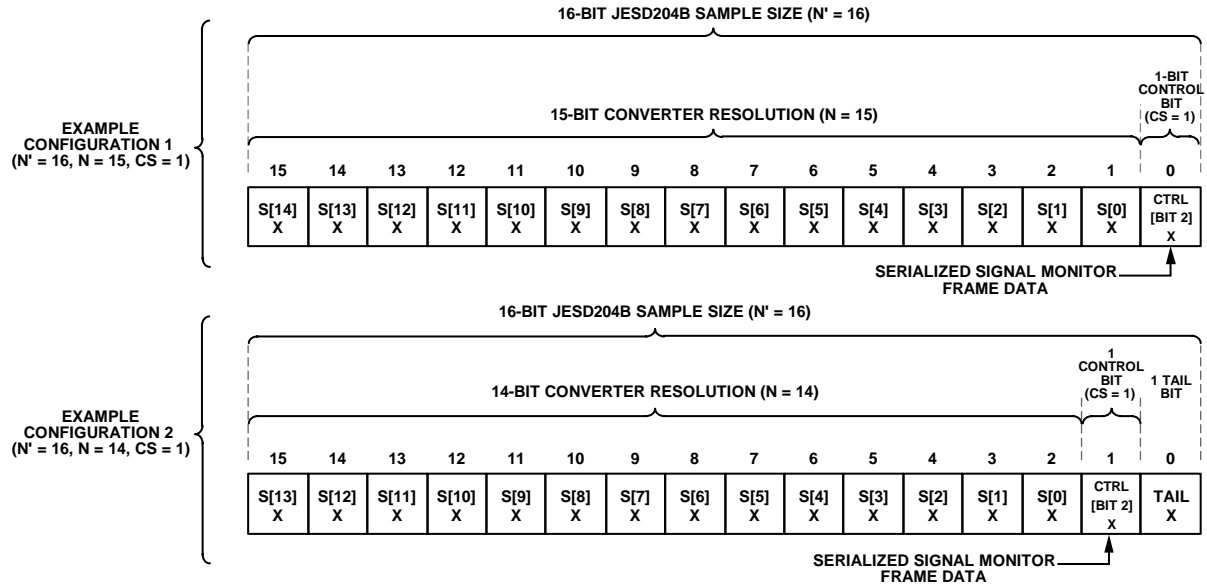 16-BIT JESD204B SAMPLE SIZE (N' = 16)
1-BIT
CONTROL
BIT
(CS = 1)
15-BIT CONVERTER RESOLUTION (N = 15)
EXAMPLE
CONFIGURATION 1
(N' = 16, N = 15, CS = 1)
15 14 13 12 11 10 9 8 7 6 5 4 3 2 1 0
S[14] S[13] S[12] S[11] S[10] S[9] S[8] S[7] S[6] S[5] S[4] S[3] S[2] S[1] S[0] CTRL
[BIT 2]
X X X X X X X X X X X X X X X X
SERIALIZED SIGNAL MONITOR
FRAME DATA
16-BIT JESD204B SAMPLE SIZE (N' = 16)
1
CONTROL
BIT
(CS = 1)
1 TAIL
BIT
14-BIT CONVERTER RESOLUTION (N = 14)
EXAMPLE
CONFIGURATION 2
(N' = 16, N = 14, CS = 1)
15 14 13 12 11 10 9 8 7 6 5 4 3 2 1 0
S[13] S[12] S[11] S[10] S[9] S[8] S[7] S[6] S[5] S[4] S[3] S[2] S[1] S[0] CTRL TAIL
[BIT 2]
X X X X X X X X X X X X X X X X
SERIALIZED SIGNAL MONITOR
FRAME DATA